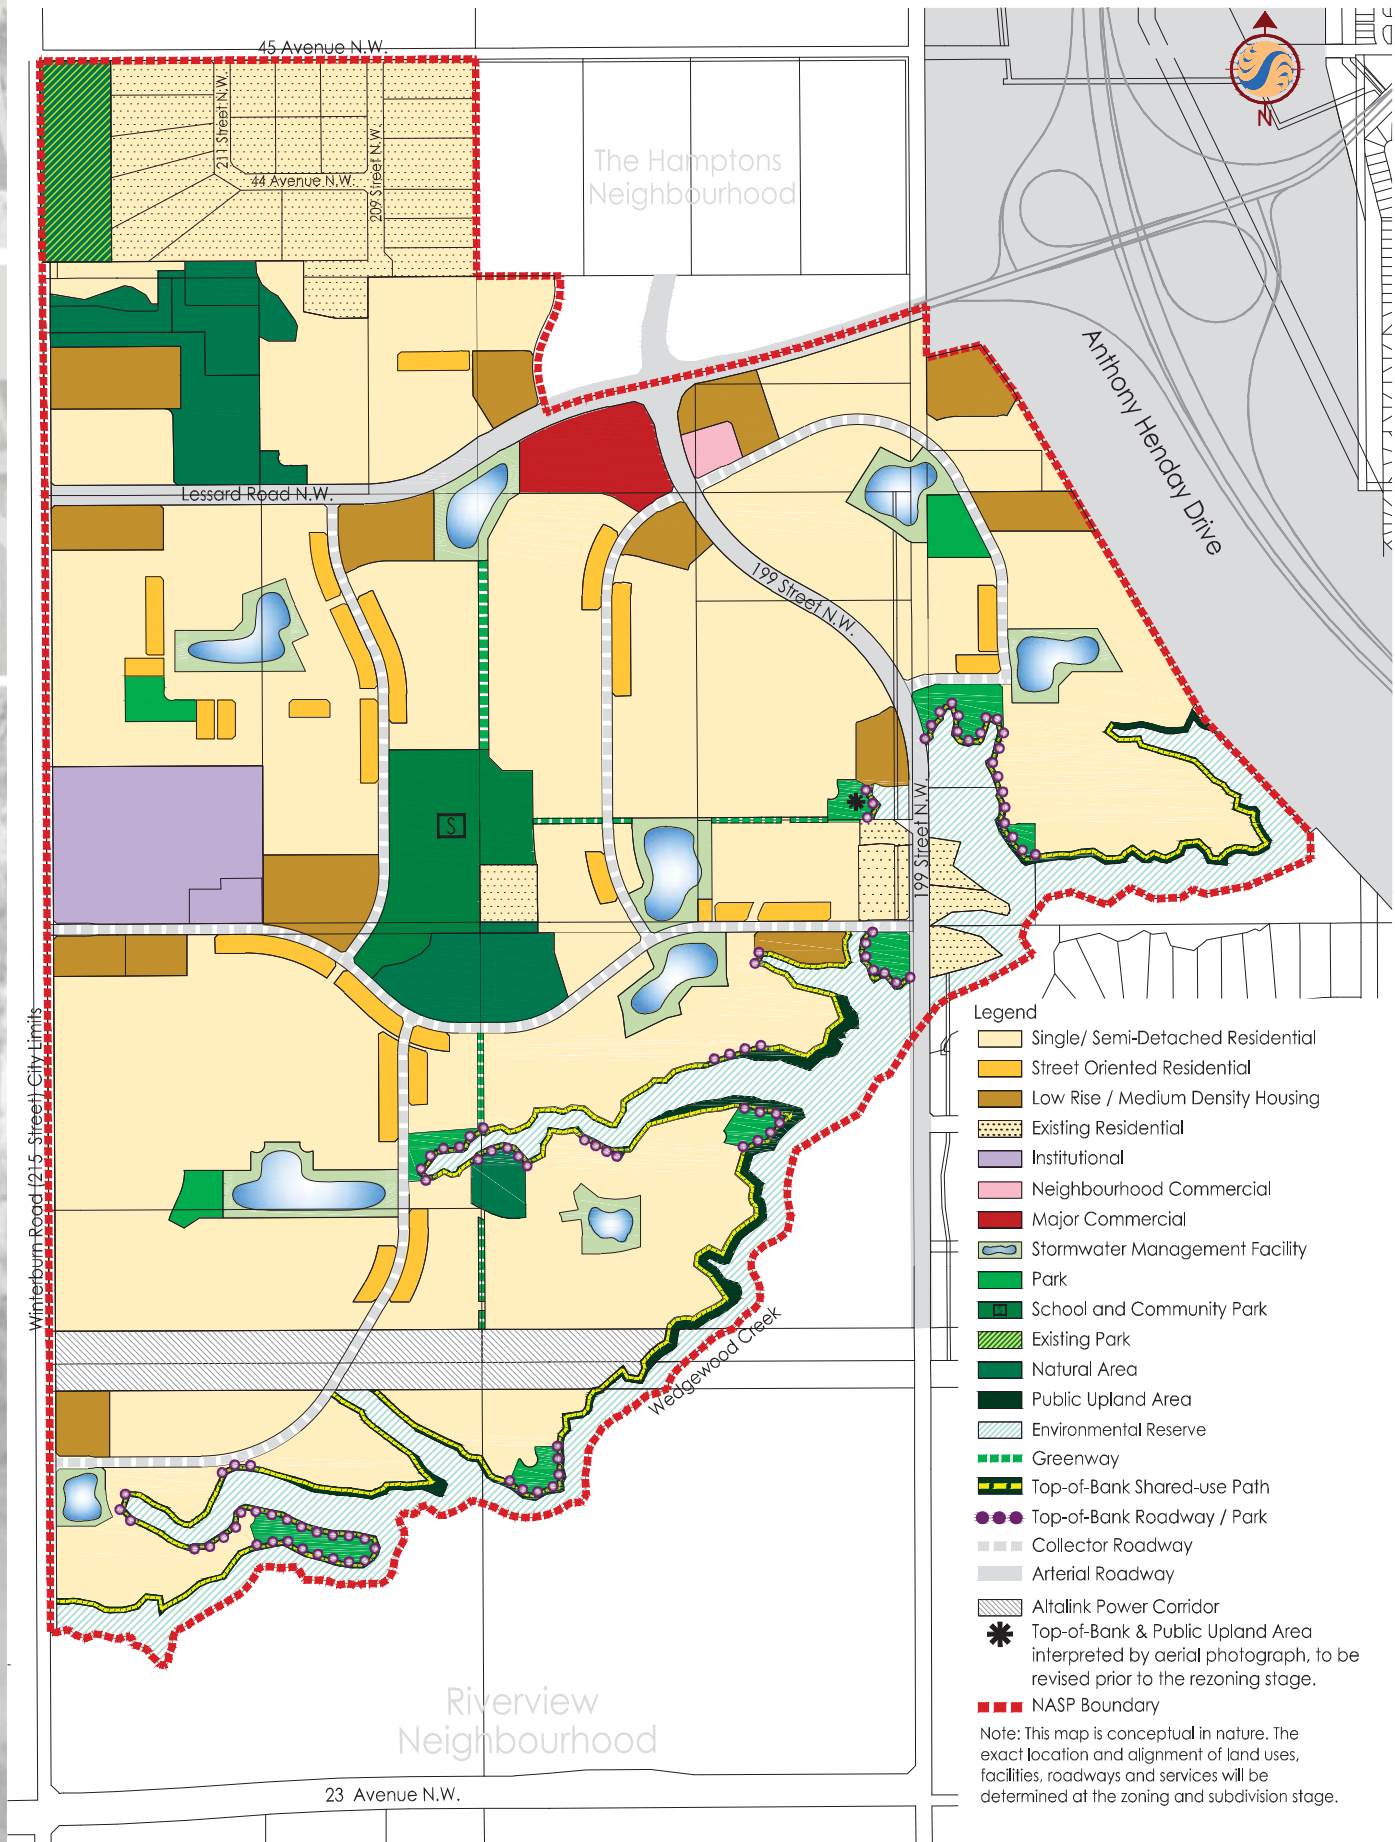 45 Avenue N.W.
N
211 Street N.W.
44 Avenue N.W.
209 Street N.W.
The Hamptons
Neighbourhood
Anthony Henday Drive
Lessard Road N.W.
199 Street N.W.
S
199 Street N.W.
Winterburn Road (215 Street) City Limits
Wedgewood Creek
Riverview
Neighbourhood
23 Avenue N.W.
Legend
Single/ Semi-Detached Residential
Street Oriented Residential
Low Rise / Medium Density Housing
Existing Residential
Institutional
Neighbourhood Commercial
Major Commercial
Stormwater Management Facility
Park
School and Community Park
Existing Park
Natural Area
Public Upland Area
Environmental Reserve
Greenway
Top-of-Bank Shared-use Path
Top-of-Bank Roadway / Park
Collector Roadway
Arterial Roadway
Altalink Power Corridor
Top-of-Bank & Public Upland Area
interpreted by aerial photograph, to be
revised prior to the rezoning stage.
NASP Boundary
Note: This map is conceptual in nature. The
exact location and alignment of land uses,
facilities, roadways and services will be
determined at the zoning and subdivision stage.